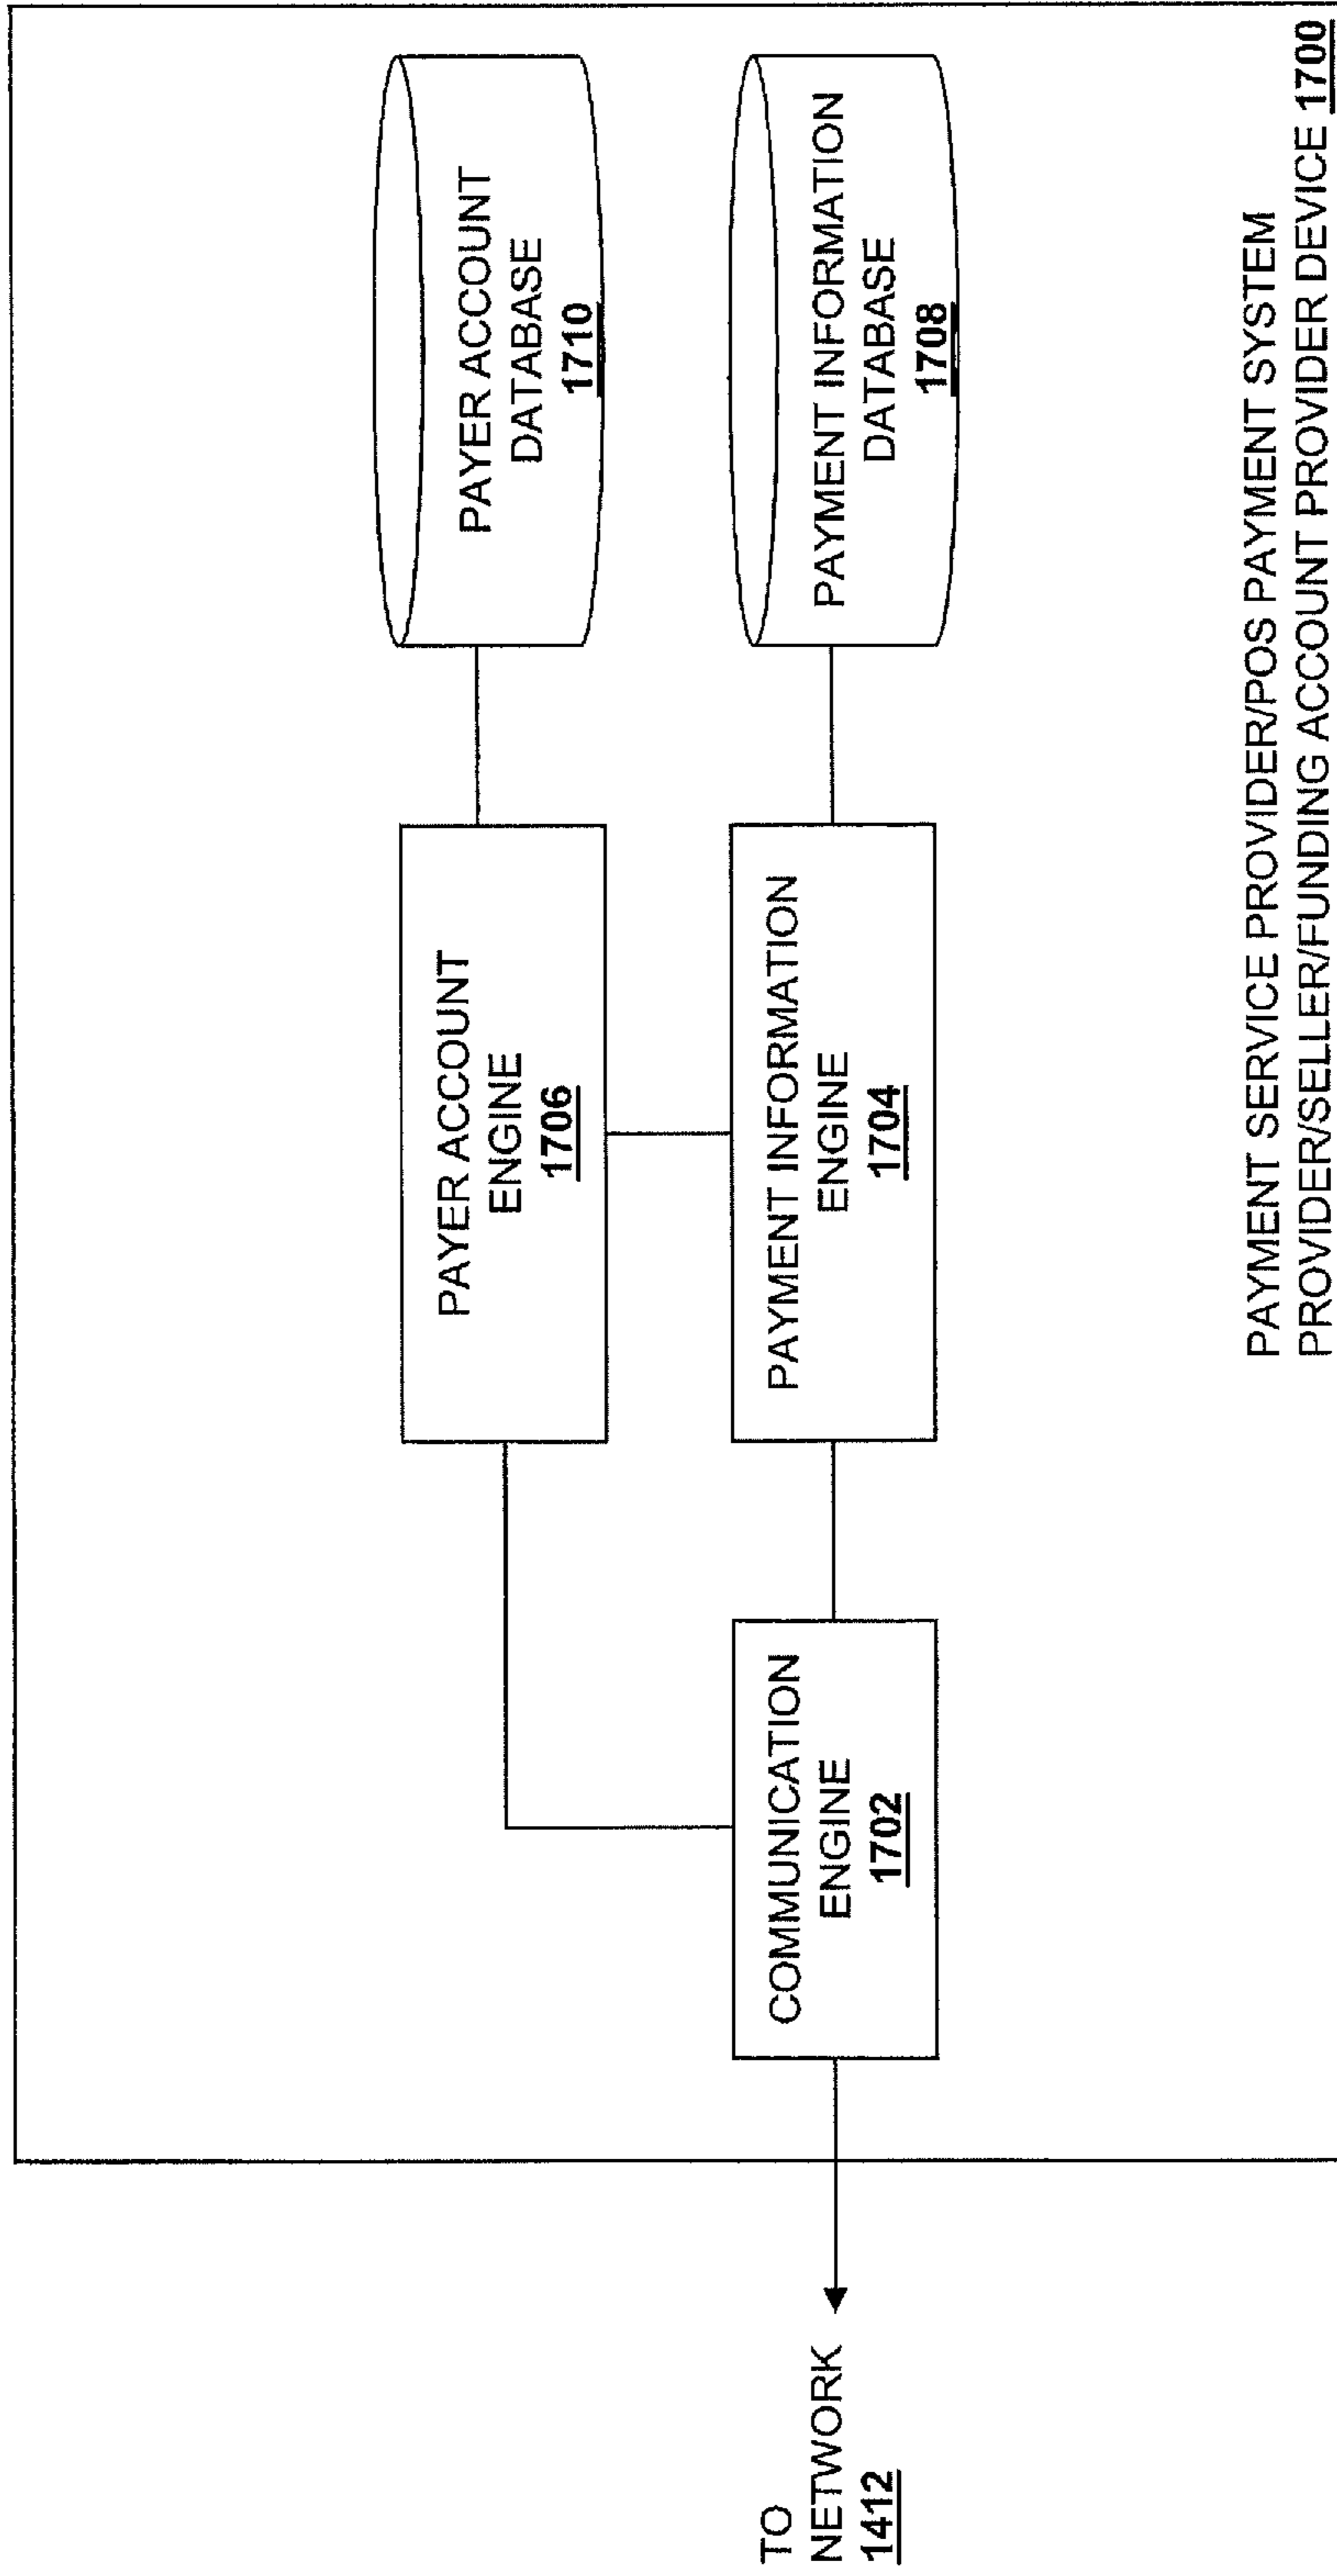 PAYER ACCOUNT
ENGINE
1706
PAYER ACCOUNT
DATABASE
1710
TO
NETWORK
1412
COMMUNICATION
ENGINE
1702
PAYMENT INFORMATION
ENGINE
1704
PAYMENT INFORMATION
DATABASE
1708
PAYMENT SERVICE PROVIDER/POS PAYMENT SYSTEM
PROVIDER/SELLER/FUNDING ACCOUNT PROVIDER DEVICE 1700